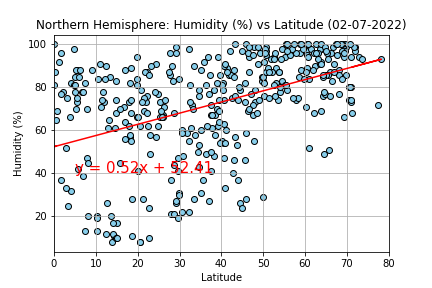 Northern Hemisphere: Humidity (%) vs Latitude (02-07-2022)
100
80
60
40
20
Humidity (%)
y = 0.52x + 52.41
0 10 20 30 40 50 60 70 80
Latitude